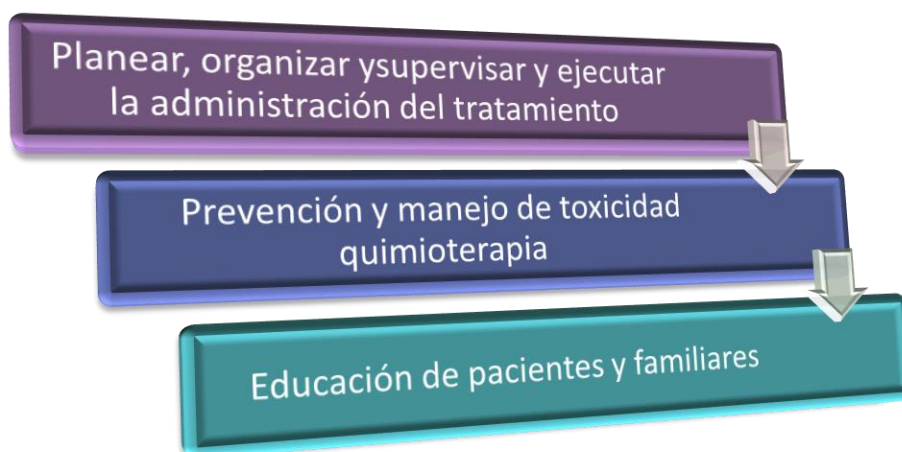 Planear, organizar ysupervisar y ejecutar
la administración del tratamiento
Prevención y manejo de toxicidad
quimioterapia
Educación de pacientes y familiares